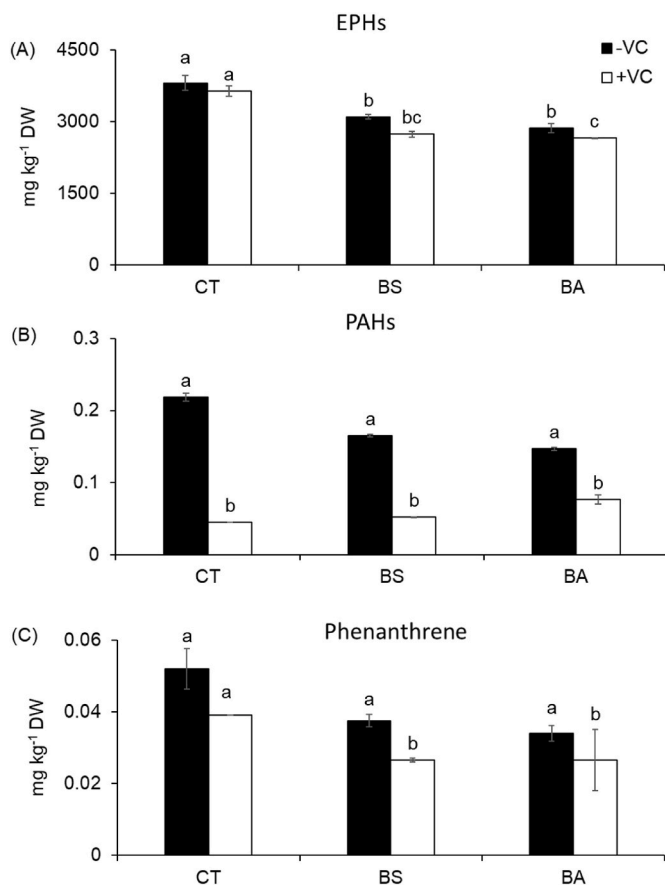 EPHs
(A)
4500
3000
1500
0
mg kg⁻¹ DW
a
a
b
bc
b
c
-VC
+VC
CT
BS
BA
PAHs
(B)
0.3
0.2
0.1
0
mg kg⁻¹ DW
a
b
a
b
a
b
CT
BS
BA
Phenanthrene
(C)
0.06
0.04
0.02
0
mg kg⁻¹ DW
a
a
a
b
a
b
CT
BS
BA